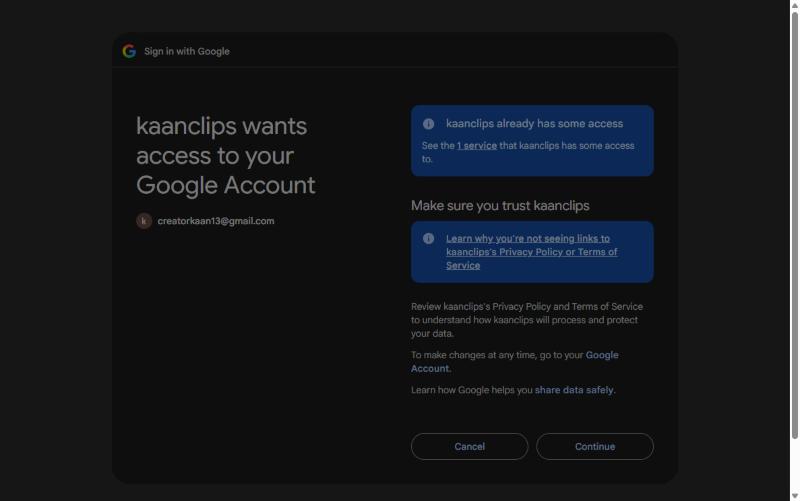 Sign in with Google
kaanclips wants
access to your
Google Account
k creatorkaan13@gmail.com
kaanclips already has some access
See the 1 service that kaanclips has some access
to.
Make sure you trust kaanclips
Learn why you're not seeing links to
kaanclips's Privacy Policy or Terms of
Service
Review kaanclips's Privacy Policy and Terms of Service
to understand how kaanclips will process and protect
your data.
To make changes at any time, go to your Google
Account.
Learn how Google helps you share data safely.
Cancel
Continue